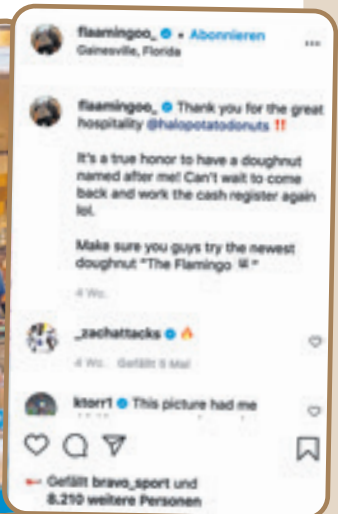 flaamingoo_ • Abonnieren
Gainesville, Florida
flaamingoo_ Thank you for the great
hospitality @halopotatodonuts ‼️
It's a true honor to have a doughnut
named after me! Can't wait to come
back and work the cash register again
lol.
Make sure you guys try the newest
doughnut "The Flamingo "
4 Wo.
_zachattacks 🔥
4 Wo. Gefällt 5 Mal
ktorr1 This picture had me
Gefällt bravo_sport und
8.210 weitere Personen